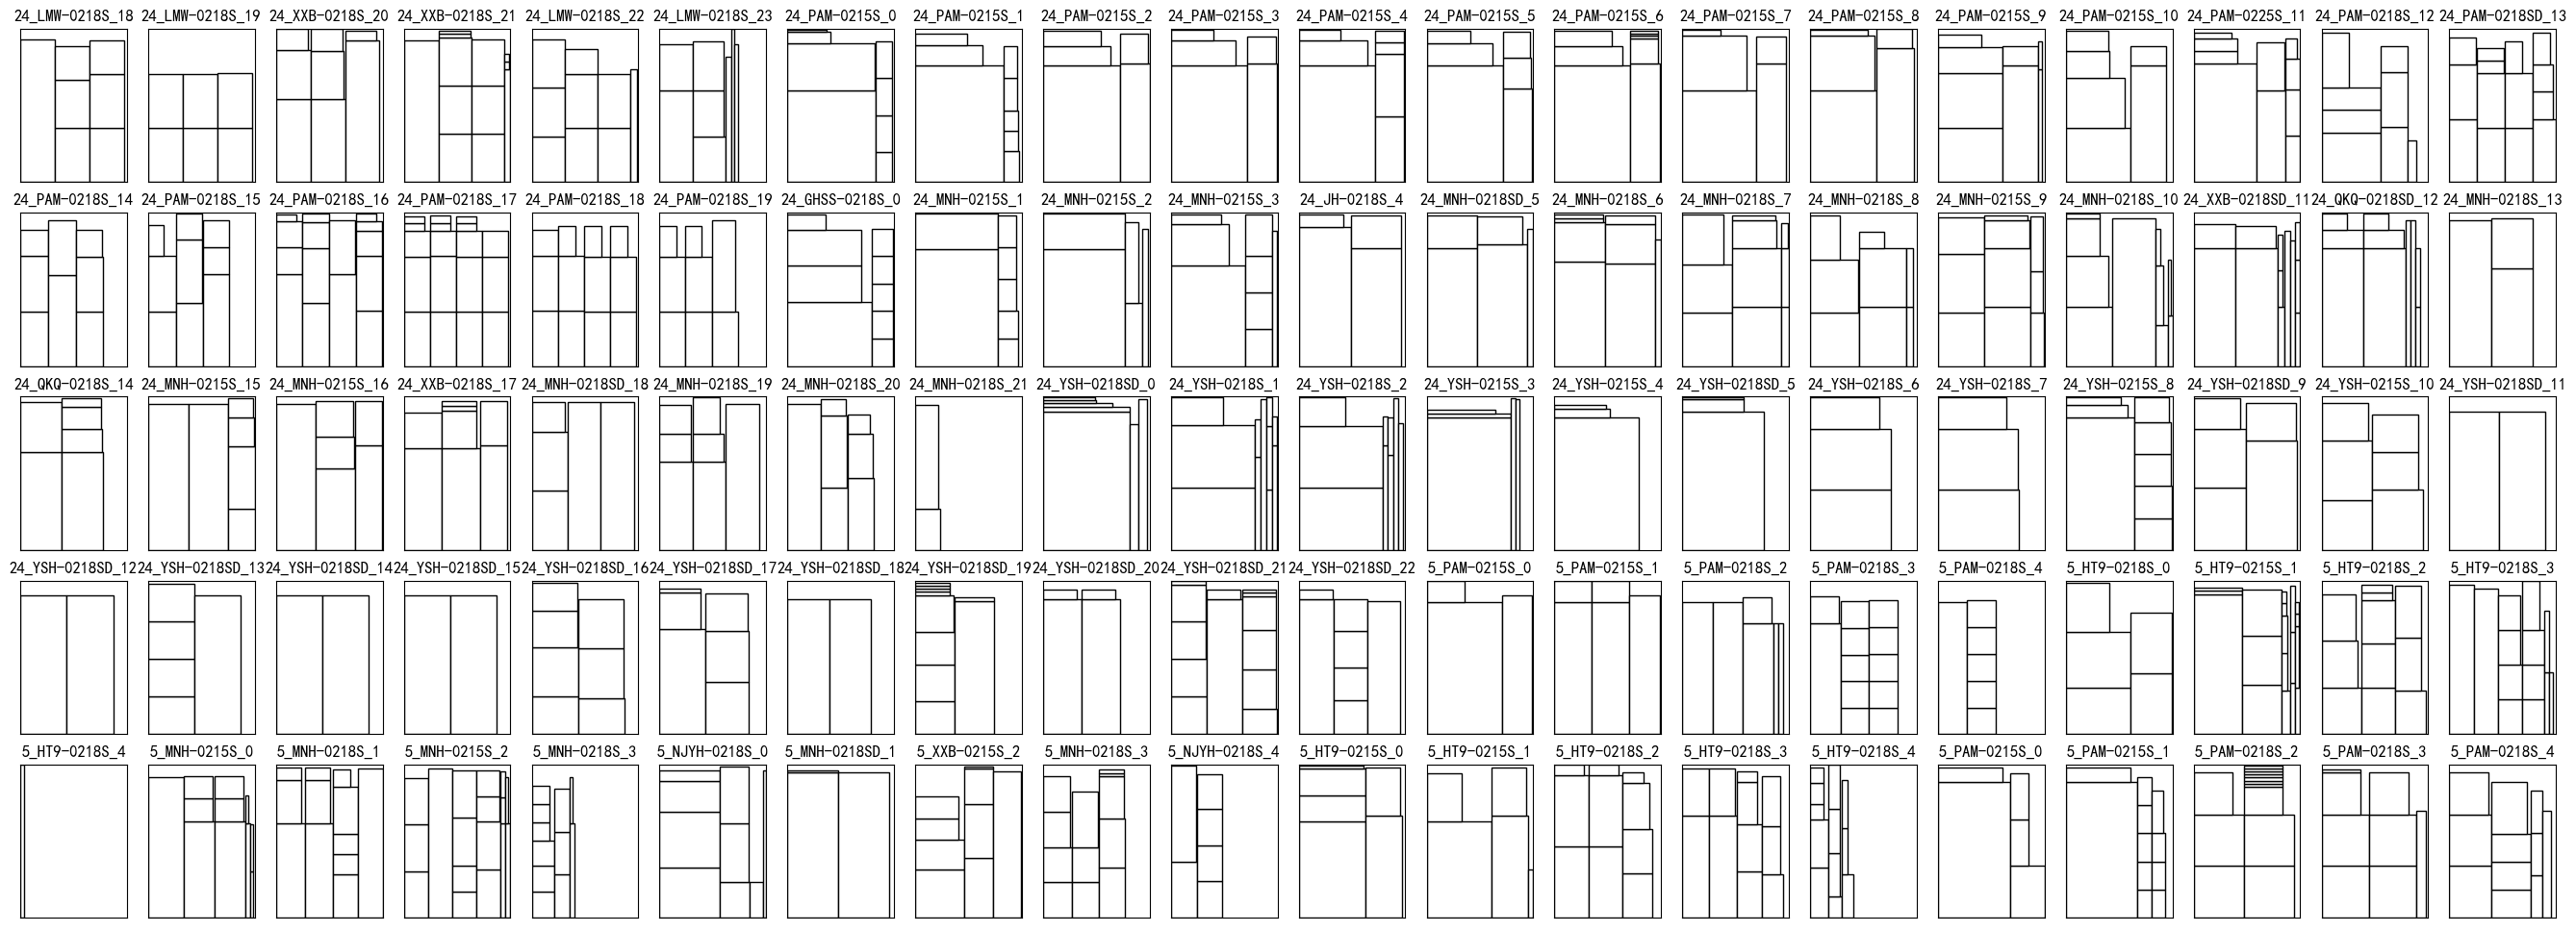 24_LMW-0218S_18 24_LMW-0218S_19 24_XXB-0218S_20 24_XXB-0218S_21 24_LMW-0218S_22 24_LMW-0218S_23 24_PAM-0215S_0 24_PAM-0215S_1 24_PAM-0215S_2 24_PAM-0215S_3 24_PAM-0215S_4 24_PAM-0215S_5 24_PAM-0215S_6 24_PAM-0215S_7 24_PAM-0215S_8 24_PAM-0215S_9 24_PAM-0215S_10 24_PAM-0225S_11 24_PAM-0218S_12 24_PAM-0218SD_13
24_PAM-0218S_14 24_PAM-0218S_15 24_PAM-0218S_16 24_PAM-0218S_17 24_PAM-0218S_18 24_PAM-0218S_19 24_GHSS-0218S_0 24_MNH-0215S_1 24_MNH-0215S_2 24_MNH-0215S_3 24_JH-0218S_4 24_MNH-0218SD_5 24_MNH-0218S_6 24_MNH-0218S_7 24_MNH-0218S_8 24_MNH-0215S_9 24_MNH-0218S_10 24_XXB-0218SD_11 24_QKQ-0218SD_12 24_MNH-0218S_13
24_QKQ-0218S_14 24_MNH-0215S_15 24_MNH-0215S_16 24_XXB-0218S_17 24_MNH-0218SD_18 24_MNH-0218S_19 24_MNH-0218S_20 24_MNH-0218S_21 24_YSH-0218SD_0 24_YSH-0218S_1 24_YSH-0218S_2 24_YSH-0215S_3 24_YSH-0215S_4 24_YSH-0218SD_5 24_YSH-0218S_6 24_YSH-0218S_7 24_YSH-0215S_8 24_YSH-0218SD_9 24_YSH-0215S_10 24_YSH-0218SD_11
24_YSH-0218SD_12 24_YSH-0218SD_13 24_YSH-0218SD_14 24_YSH-0218SD_15 24_YSH-0218SD_16 24_YSH-0218SD_17 24_YSH-0218SD_18 24_YSH-0218SD_19 24_YSH-0218SD_20 24_YSH-0218SD_21 24_YSH-0218SD_22 5_PAM-0215S_0 5_PAM-0215S_1 5_PAM-0218S_2 5_PAM-0218S_3 5_PAM-0218S_4 5_HT9-0218S_0 5_HT9-0215S_1 5_HT9-0218S_2 5_HT9-0218S_3
5_HT9-0218S_4 5_MNH-0215S_0 5_MNH-0218S_1 5_MNH-0215S_2 5_MNH-0218S_3 5_NJYH-0218S_0 5_MNH-0218SD_1 5_XXB-0215S_2 5_MNH-0218S_3 5_NJYH-0218S_4 5_HT9-0215S_0 5_HT9-0215S_1 5_HT9-0218S_2 5_HT9-0218S_3 5_HT9-0218S_4 5_PAM-0215S_0 5_PAM-0215S_1 5_PAM-0218S_2 5_PAM-0218S_3 5_PAM-0218S_4